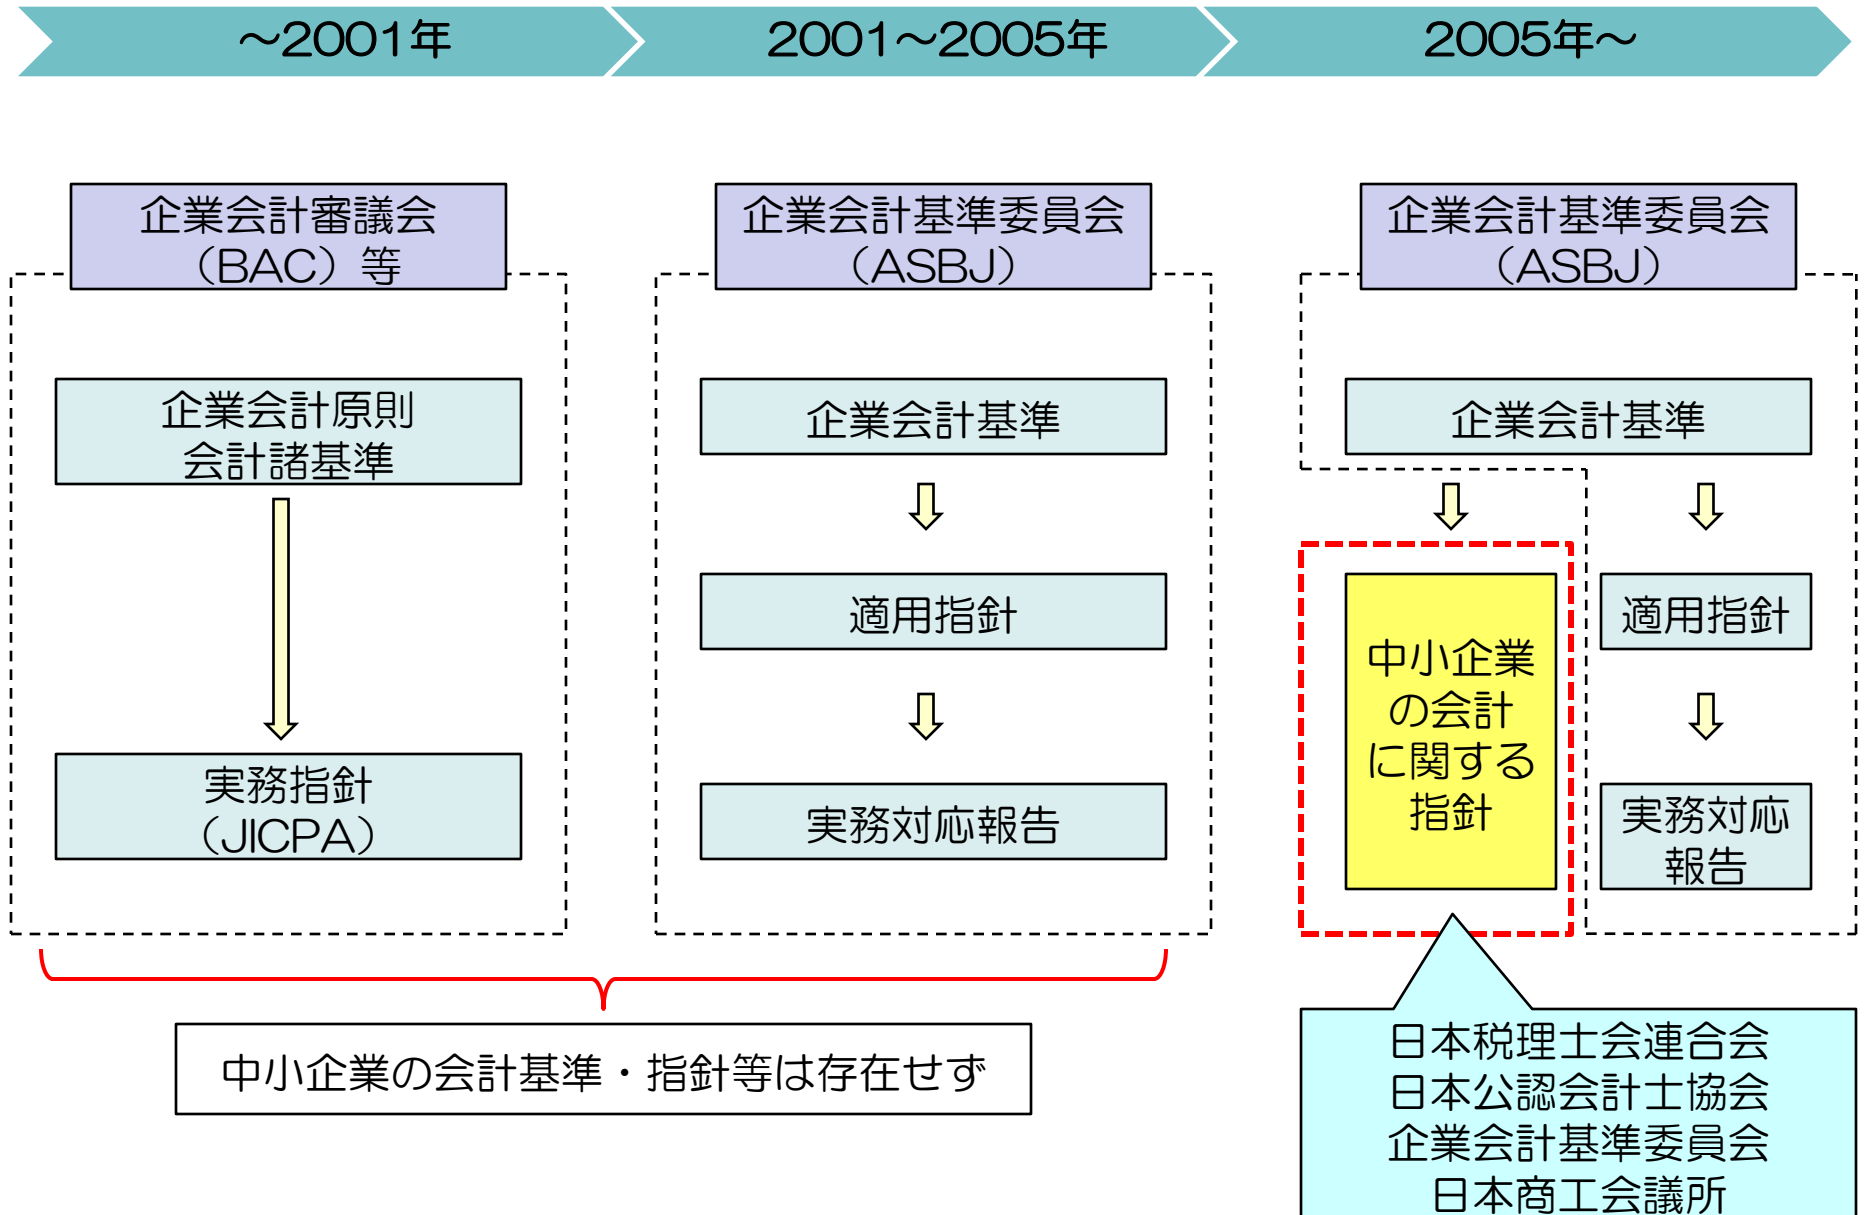 ～2001年
2001～2005年
2005年～
企業会計審議会
（BAC）等
企業会計原則
会計諸基準
実務指針
（JICPA）
企業会計基準委員会
（ASBJ）
企業会計基準
適用指針
実務対応報告
中小企業の会計基準・指針等は存在せず
企業会計基準委員会
（ASBJ）
企業会計基準
中小企業
の会計
に関する
指針
適用指針
実務対応
報告
日本税理士会連合会
日本公認会計士協会
企業会計基準委員会
日本商工会議所